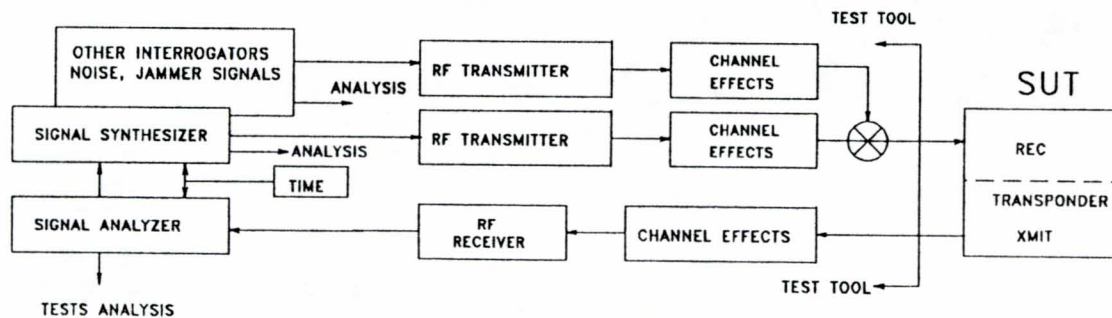 TEST TOOL
OTHER INTERROGATORS
NOISE, JAMMER SIGNALS
RF TRANSMITTER
CHANNEL
EFFECTS
ANALYSIS
SUT
SIGNAL SYNTHESIZER
RF TRANSMITTER
CHANNEL
EFFECTS
REC
ANALYSIS
TIME
TRANSPONDER
SIGNAL ANALYZER
RF
RECEIVER
CHANNEL EFFECTS
XMIT
TEST TOOL
TESTS ANALYSIS